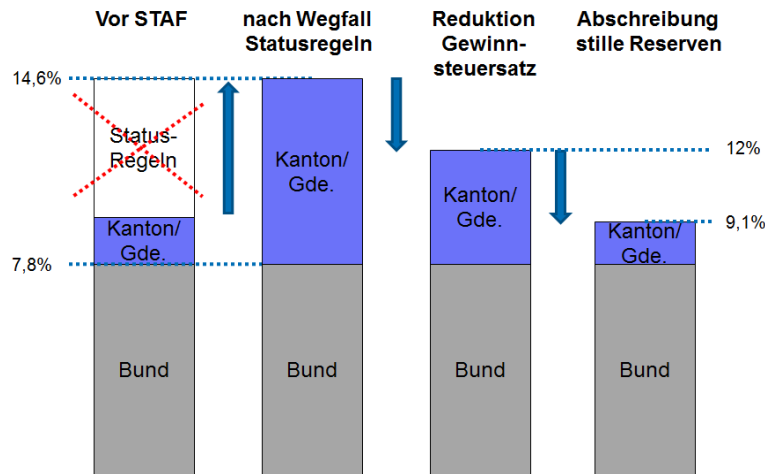 Vor STAF
nach Wegfall
Statusregeln
Reduktion
Gewinn-
steuersatz
Abschreibung
stille Reserven
14,6%
Status-
Regeln
Kanton/
Gde.
7,8%
Bund
Kanton/
Gde.
Bund
Kanton/
Gde.
Bund
12%
9,1%
Kanton/
Gde.
Bund